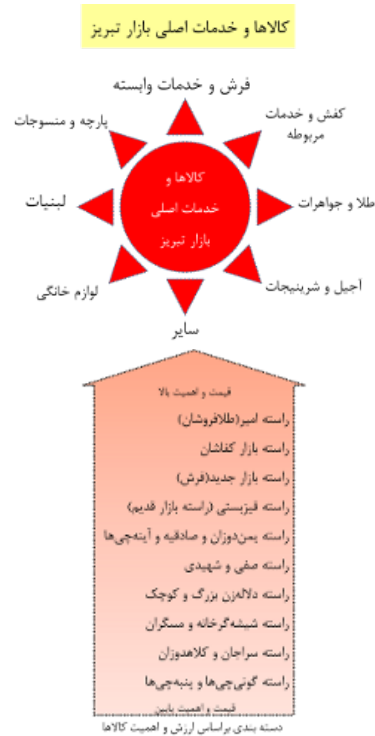 کالاها و خدمات اصلی بازار تبریز
فرش و خدمات وابسته
کفش و خدمات
مربوطه
پارچه و منسوجات
کالاها و
خدمات اصلی
بازار تبریز
طلا و جواهرات
لبنیات
آجیل و شرینیجات
لوازم خانگی
سایر
قیمت و اهمیت بالا
راسته امیر(طلافروشان)
راسته بازار کفاشان
راسته بازار جدید(فرش)
راسته قیزبستی (راسته بازار قدیم)
راسته یمن‌دوزان و صادقیه و آینه‌چی‌ها
راسته صفی و شهیدی
راسته دلاله‌زن بزرگ و کوچک
راسته شیشه‌گرخانه و مسگران
راسته سراجان و کلاهدوزان
راسته گونی‌چی‌ها و پنبه‌چی‌ها
قیمت و اهمیت پایین
دسته بندی براساس ارزش و اهمیت کالاها